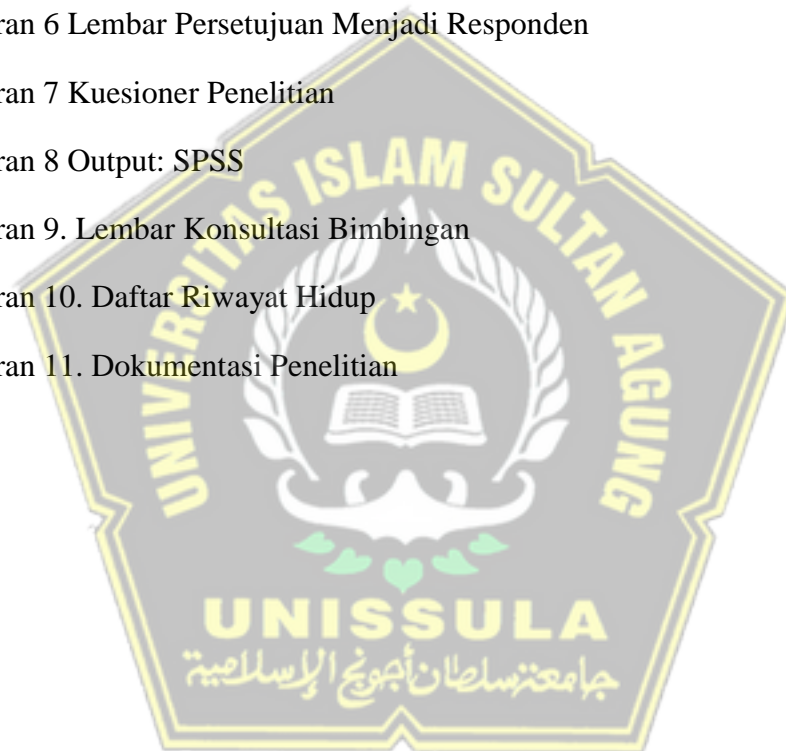 ran 6 Lembar Persetujuan Menjadi Responden
ran 7 Kuesioner Penelitian
ran 8 Output: SPSS
ran 9. Lembar Konsultasi Bimbingan
ran 10. Daftar Riwayat Hidup
ran 11. Dokumentasi Penelitian
UNIVERSITAS ISLAM SULTAN AGUNG
UNISSULA
جامعة سلطان أجونج الإسلامية